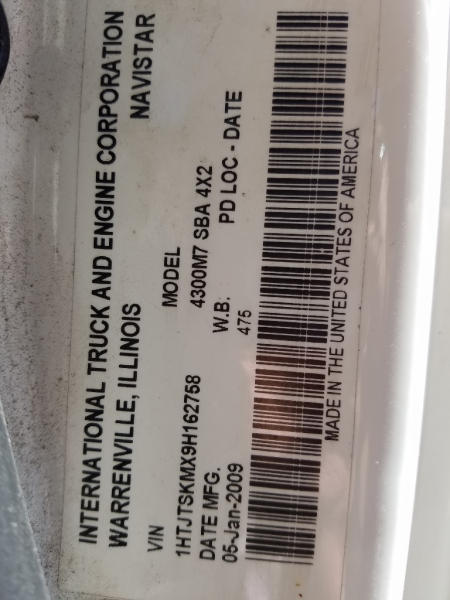 INTERNATIONAL TRUCK AND ENGINE CORPORATION
WARRENVILLE, ILLINOIS NAVISTAR
VIN MODEL
1HTJTSKMX9H162758 4300M7 SBA 4X2
DATE MFG. W.B. PD LOC - DATE
05-Jan-2009 475
MADE IN THE UNITED STATES OF AMERICA